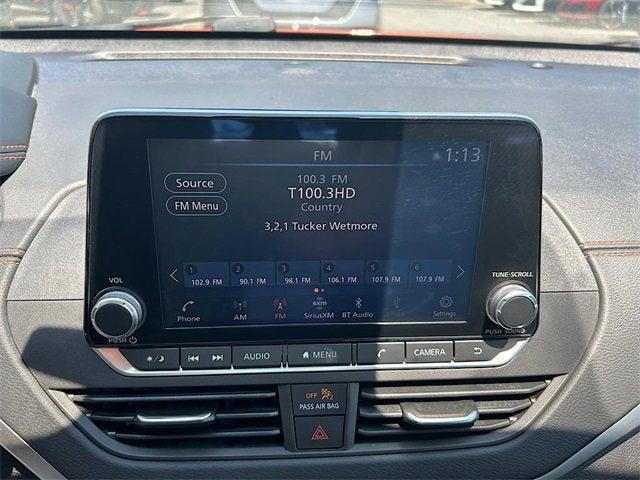 FM
1:13
Source
100.3 FM
T100.3HD
FM Menu
Country
3,2,1 Tucker Wetmore
1 2 3 4 5 6
102.9 FM 90.1 FM 98.1 FM 106.1 FM 107.9 FM 107.9 FM
VOL
TUNE·SCROLL
sxm
Phone AM FM SiriusXM BT Audio Settings
PUSH
PUSH SOUND
AUDIO MENU CAMERA
OFF
PASS AIR BAG